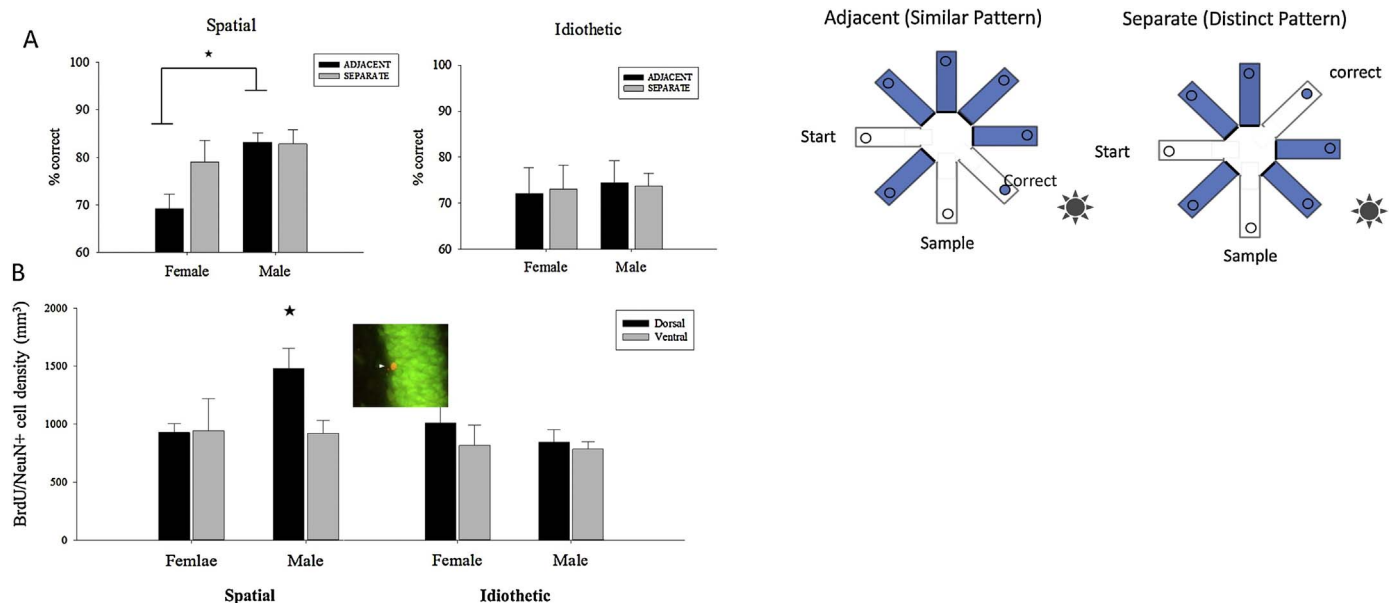 A
Spatial
★
ADJACENT
SEPARATE
% correct
100
90
80
70
60
Female
Male
Idiothetic
ADJACENT
SEPARATE
% correct
100
90
80
70
60
Female
Male
Adjacent (Similar Pattern)
Start
Correct
Sample
Separate (Distinct Pattern)
correct
Start
Sample
B
★
Dorsal
Ventral
BrdU/NeuN+ cell density (mm³)
2000
1500
1000
500
0
Femlae
Male
Female
Male
Spatial
Idiothetic